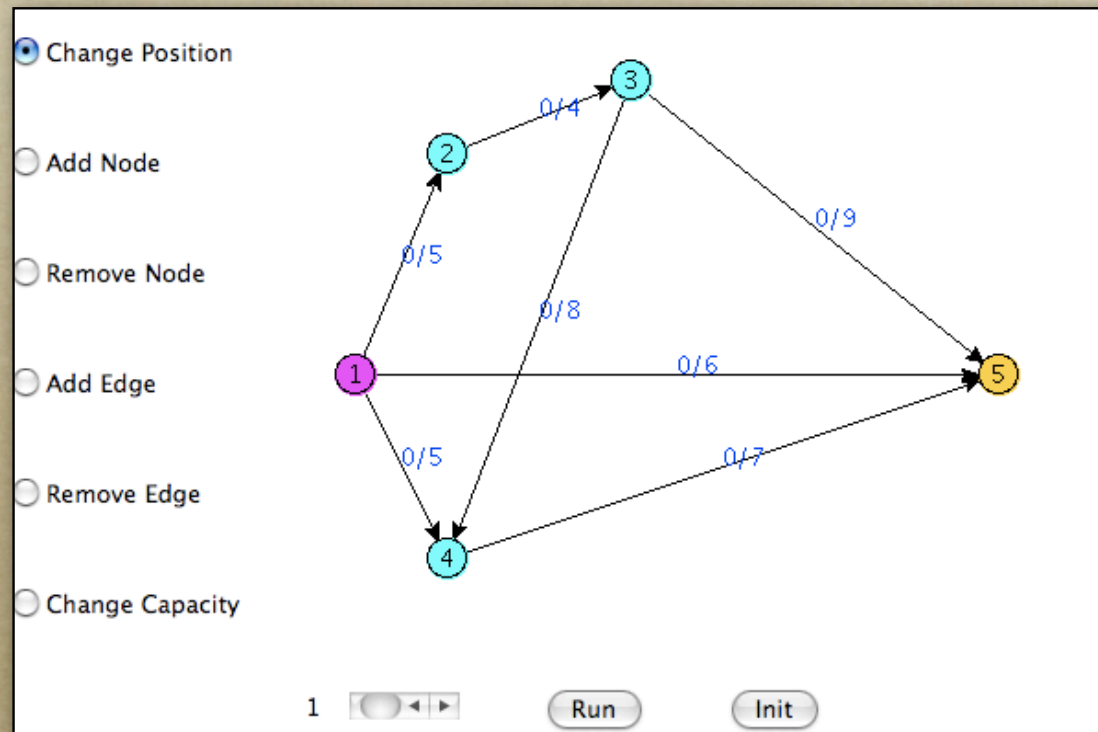 Change Position
Add Node
Remove Node
Add Edge
Remove Edge
Change Capacity
3
0/4
2
0/9
0/5
0/8
1
0/6
5
0/5
0/7
4
1
Run
Init